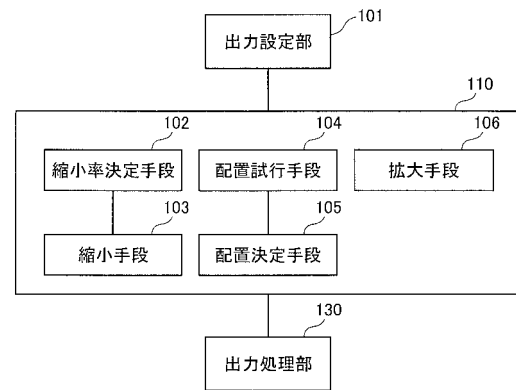 101
出力設定部
110
102
104
106
縮小率決定手段
配置試行手段
拡大手段
103
105
縮小手段
配置決定手段
130
出力処理部